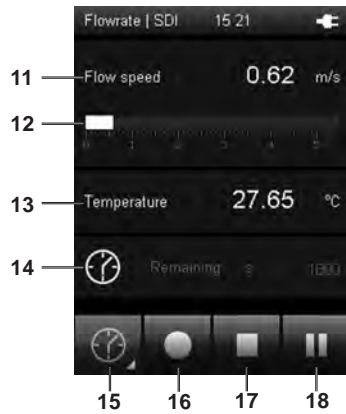 Flowrate | SDI 15 21
11 Flow speed 0.62 m/s
12
0 1 2 3 4 5
13 Temperature 27.65 ºC
14 Remaining s 1800
15 16 17 18